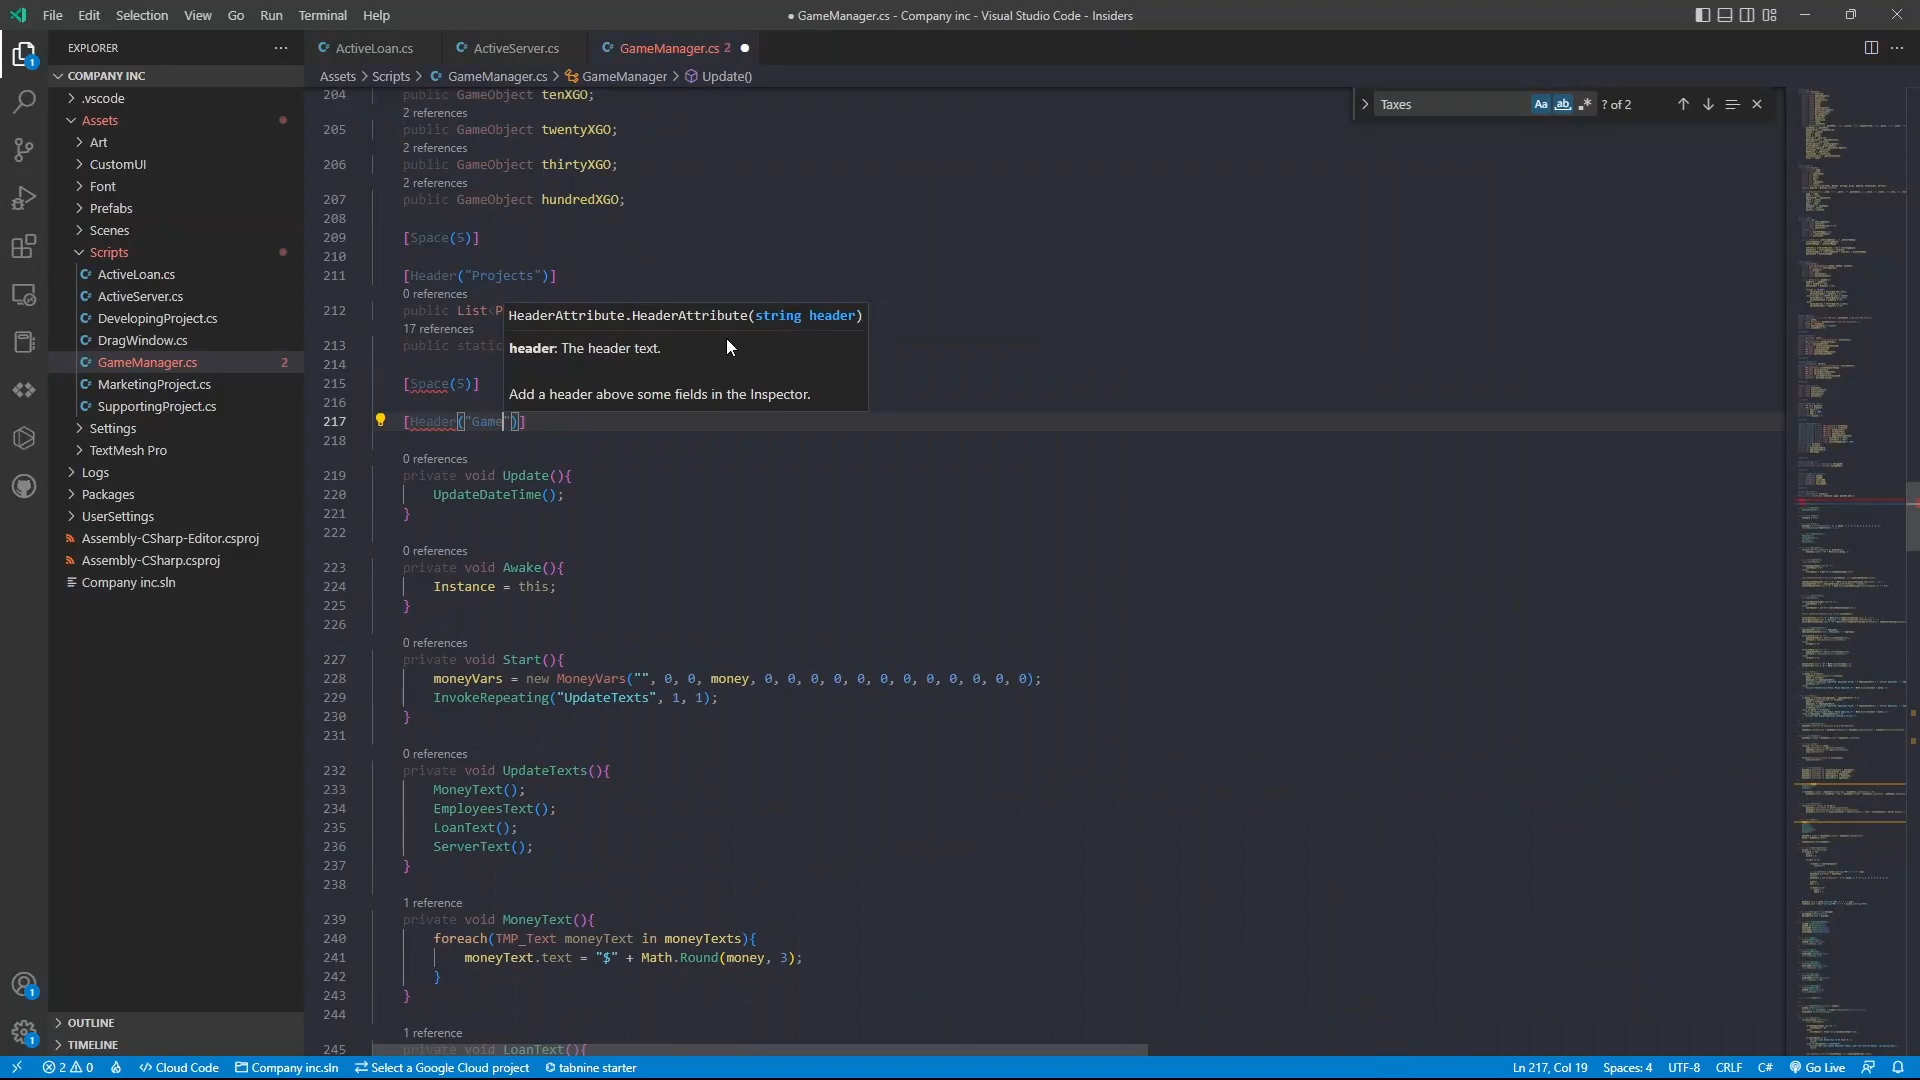 File Edit Selection View Go Run Terminal Help
● GameManager.cs - Company inc - Visual Studio Code - Insiders
EXPLORER
COMPANY INC
.vscode
Assets
Art
CustomUI
Font
Prefabs
Scenes
Scripts
ActiveLoan.cs
ActiveServer.cs
DevelopingProject.cs
DragWindow.cs
GameManager.cs 2
MarketingProject.cs
SupportingProject.cs
Settings
TextMesh Pro
Logs
Packages
UserSettings
Assembly-CSharp-Editor.csproj
Assembly-CSharp.csproj
Company inc.sln
OUTLINE
TIMELINE
1
1
1
ActiveLoan.cs ActiveServer.cs GameManager.cs 2
Assets > Scripts > GameManager.cs > GameManager > Update()
Taxes Aa ab ? of 2
204 public GameObject tenXGO;
2 references
205 public GameObject twentyXGO;
2 references
206 public GameObject thirtyXGO;
2 references
207 public GameObject hundredXGO;
208
209 [Space(5)]
210
211 [Header("Projects")]
0 references
212 public List<P
17 references
213 public static
214
215 [Space(5)]
216
217 [Header("Game")]
218
HeaderAttribute.HeaderAttribute(string header)
header: The header text.
Add a header above some fields in the Inspector.
0 references
219 private void Update(){
220 UpdateDateTime();
221 }
222
0 references
223 private void Awake(){
224 Instance = this;
225 }
226
0 references
227 private void Start(){
228 moneyVars = new MoneyVars("", 0, 0, money, 0, 0, 0, 0, 0, 0, 0, 0, 0, 0, 0, 0);
229 InvokeRepeating("UpdateTexts", 1, 1);
230 }
231
0 references
232 private void UpdateTexts(){
233 MoneyText();
234 EmployeesText();
235 LoanText();
236 ServerText();
237 }
238
1 reference
239 private void MoneyText(){
240 foreach(TMP_Text moneyText in moneyTexts){
241 moneyText.text = "$" + Math.Round(money, 3);
242 }
243 }
244
1 reference
245 private void LoanText(){
2 0 Cloud Code Company inc.sln Select a Google Cloud project tabnine starter Ln 217, Col 19 Spaces: 4 UTF-8 CRLF C# Go Live